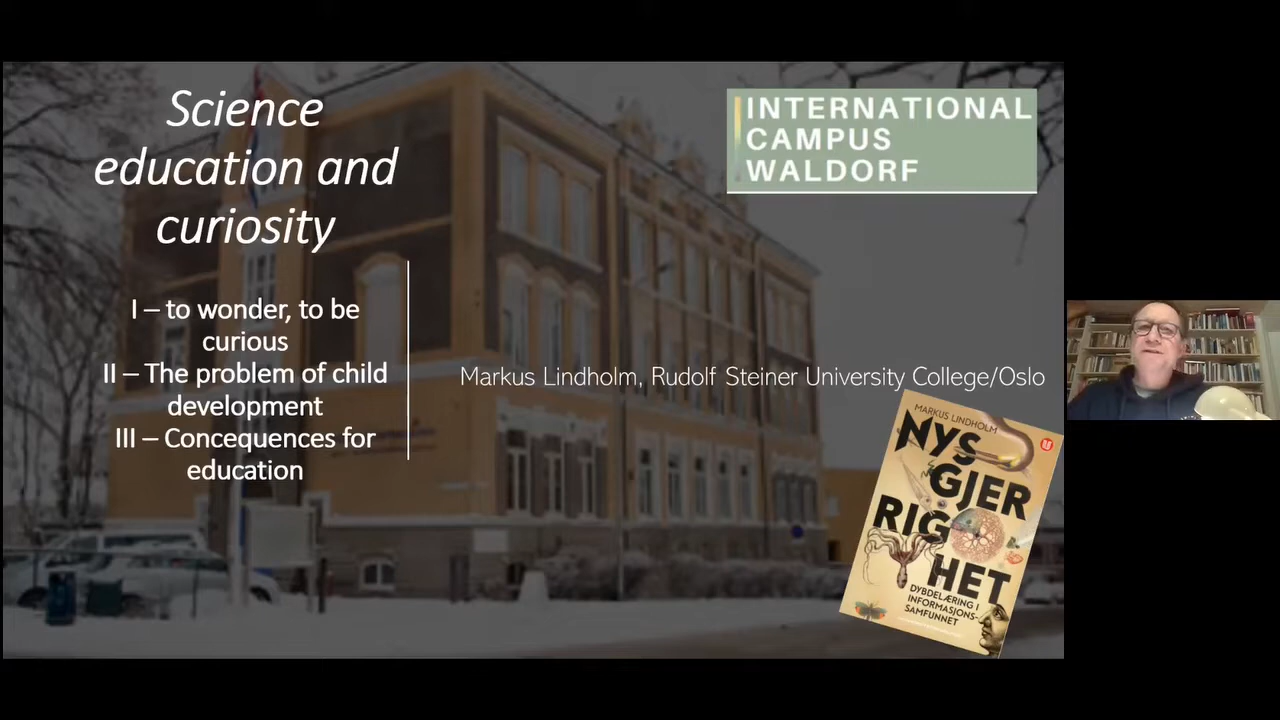 Science
education and
curiosity
I – to wonder, to be
curious
II – The problem of child
development
III – Concequences for
education
INTERNATIONAL
CAMPUS
WALDORF
Markus Lindholm, Rudolf Steiner University College/Oslo
MARKUS LINDHOLM
NYS
GJER
RIG
HET
DYBDELÆRING I
INFORMASJONS-
SAMFUNNET